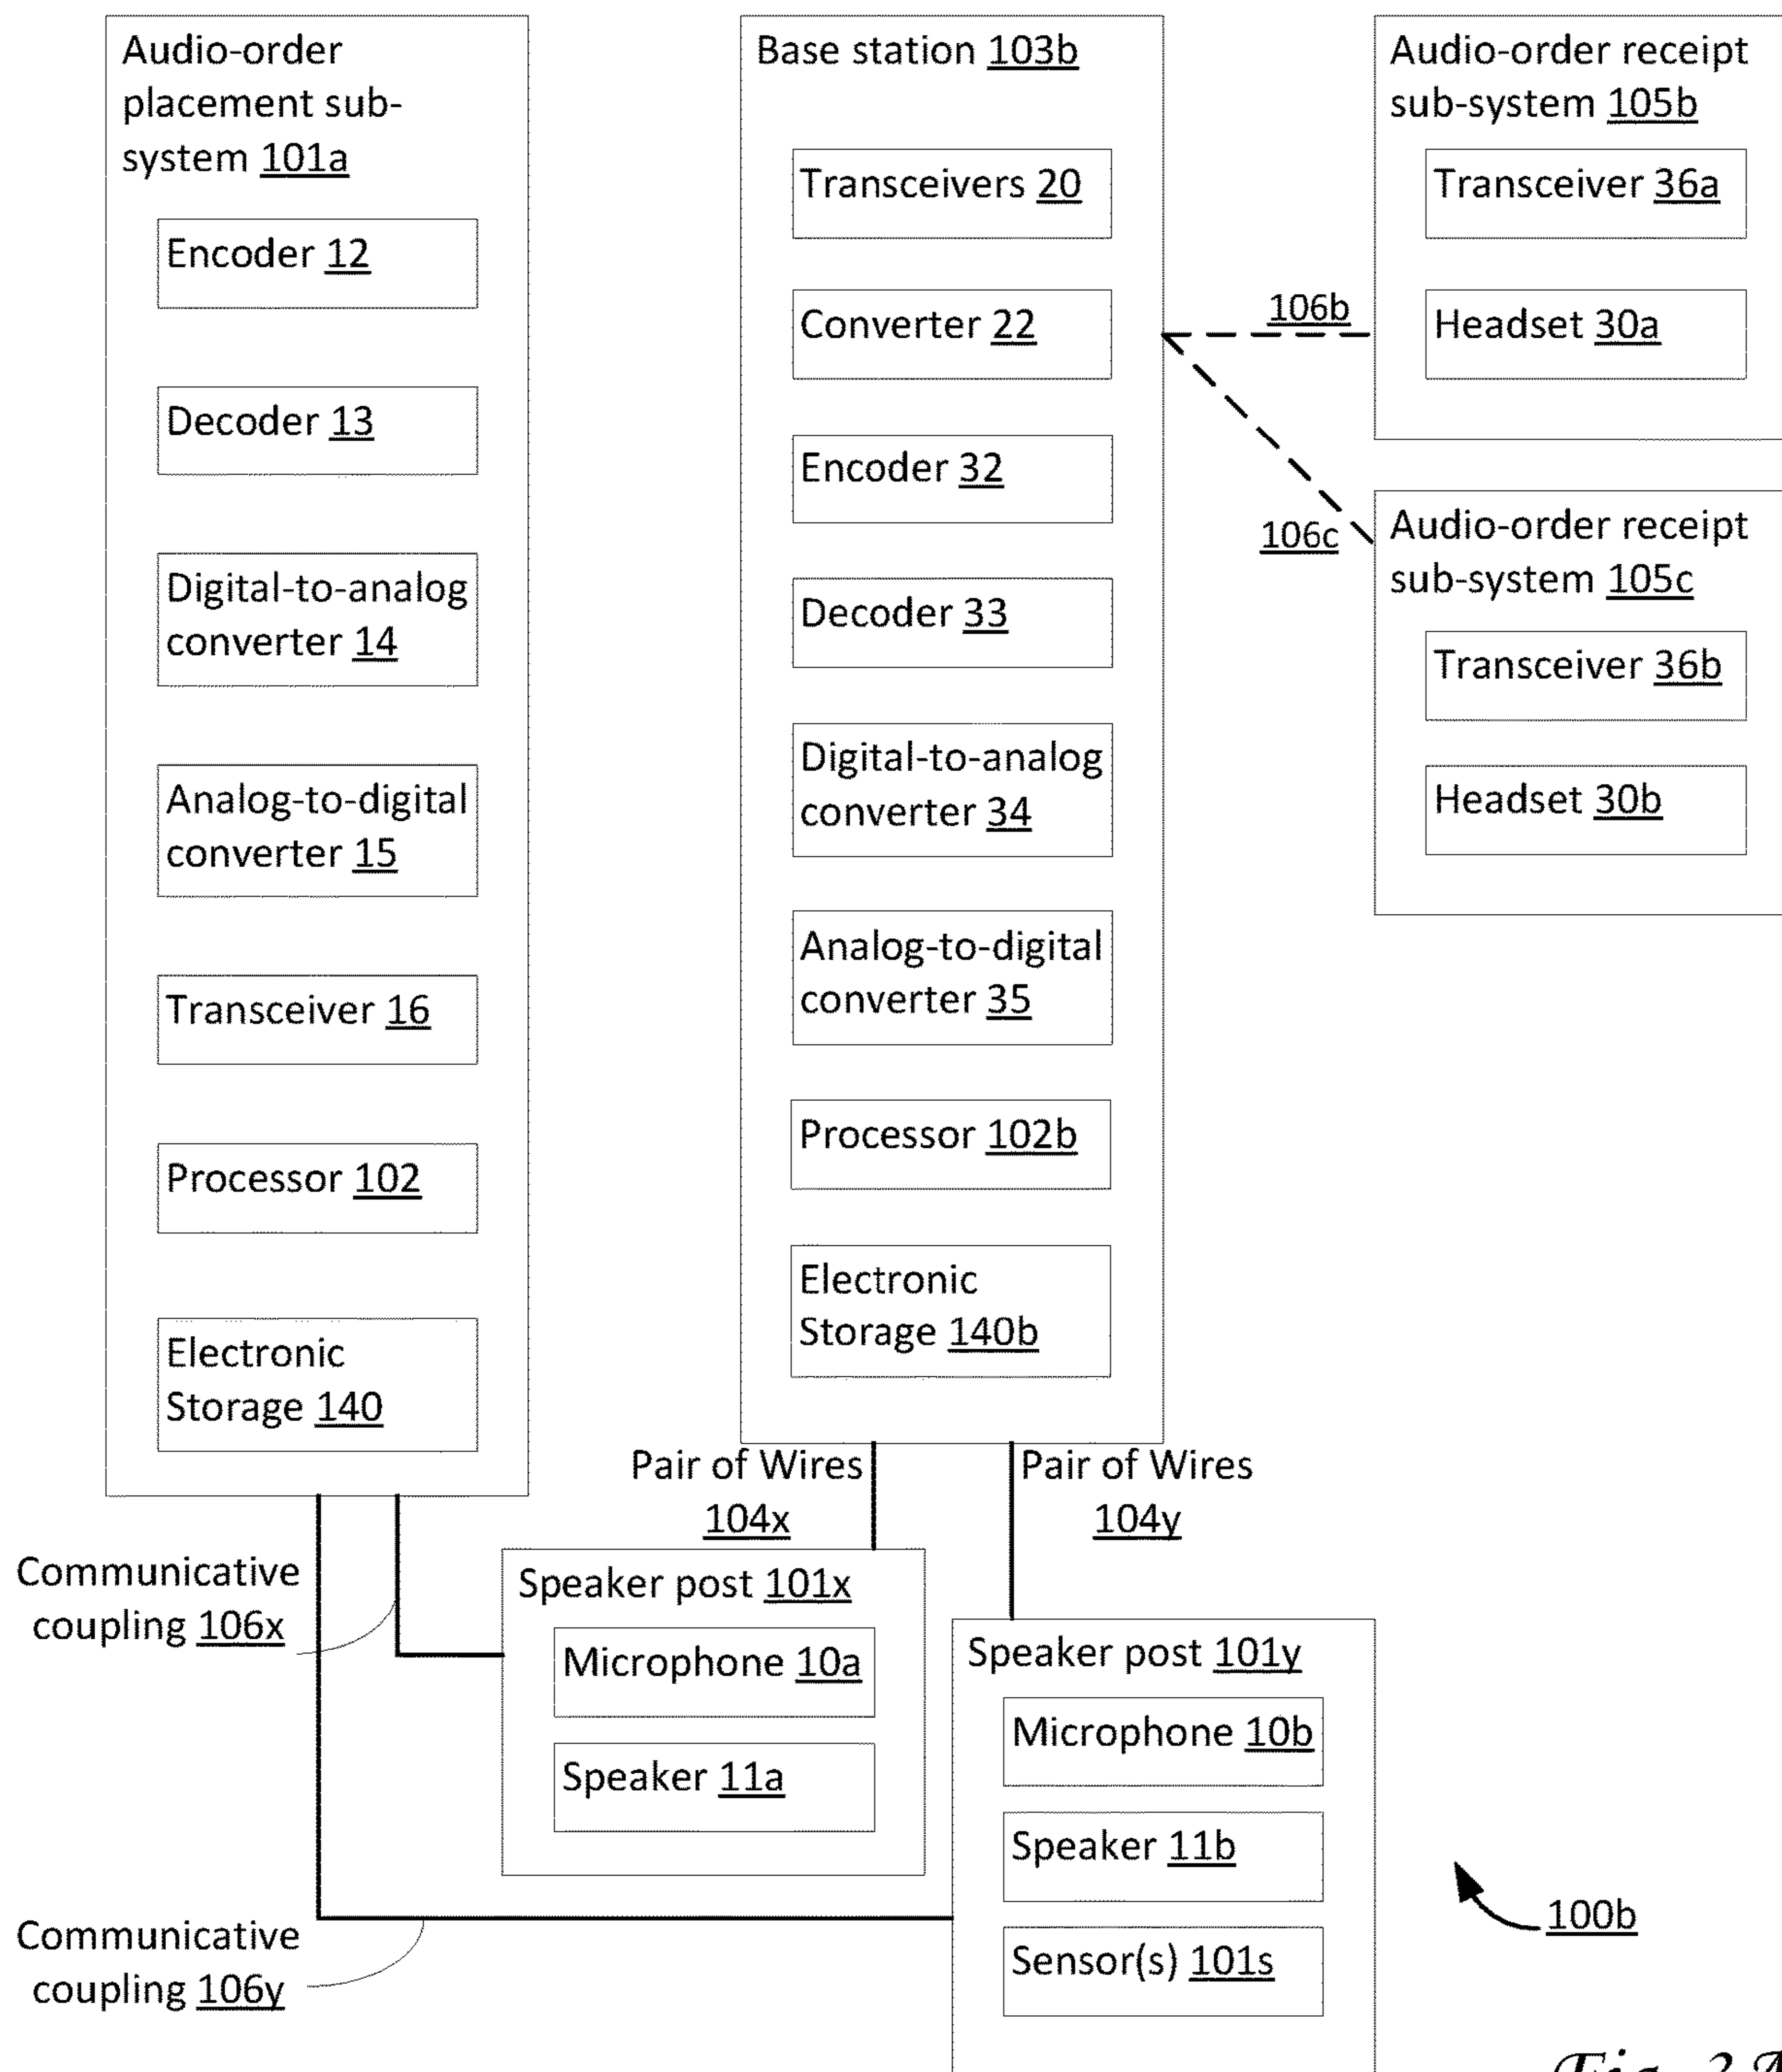 Audio-order
placement sub-
system 101a
Encoder 12
Decoder 13
Digital-to-analog
converter 14
Analog-to-digital
converter 15
Transceiver 16
Processor 102
Electronic
Storage 140
Base station 103b
Transceivers 20
Converter 22
Encoder 32
Decoder 33
Digital-to-analog
converter 34
Analog-to-digital
converter 35
Processor 102b
Electronic
Storage 140b
106b
106c
Audio-order receipt
sub-system 105b
Transceiver 36a
Headset 30a
Audio-order receipt
sub-system 105c
Transceiver 36b
Headset 30b
Pair of Wires
104x
Pair of Wires
104y
Communicative
coupling 106x
Speaker post 101x
Microphone 10a
Speaker 11a
Speaker post 101y
Microphone 10b
Speaker 11b
Sensor(s) 101s
Communicative
coupling 106y
100b